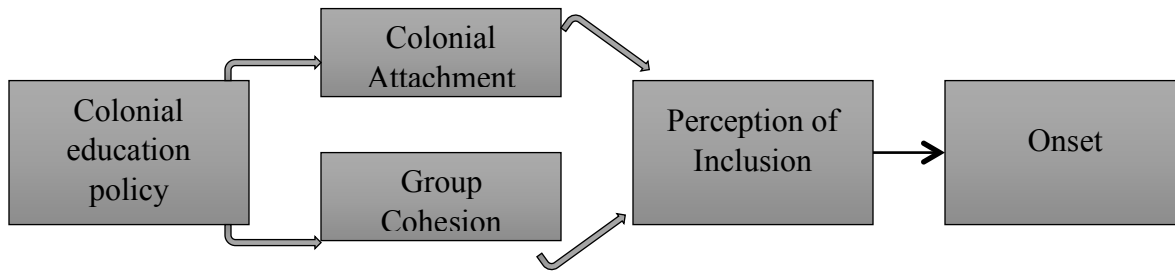 Colonial
education
policy
Colonial
Attachment
Group
Cohesion
Perception of
Inclusion
Onset